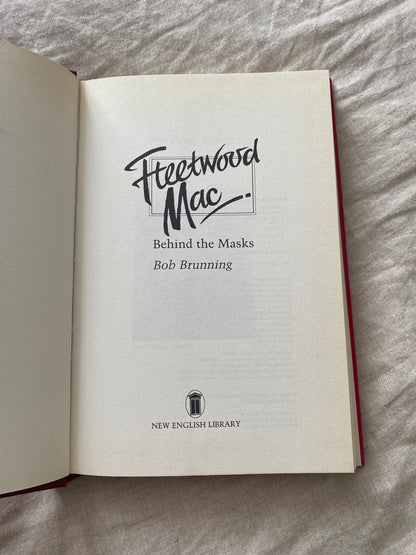 Fleetwood
Mac.
Behind the Masks
Bob Brunning
NEW ENGLISH LIBRARY